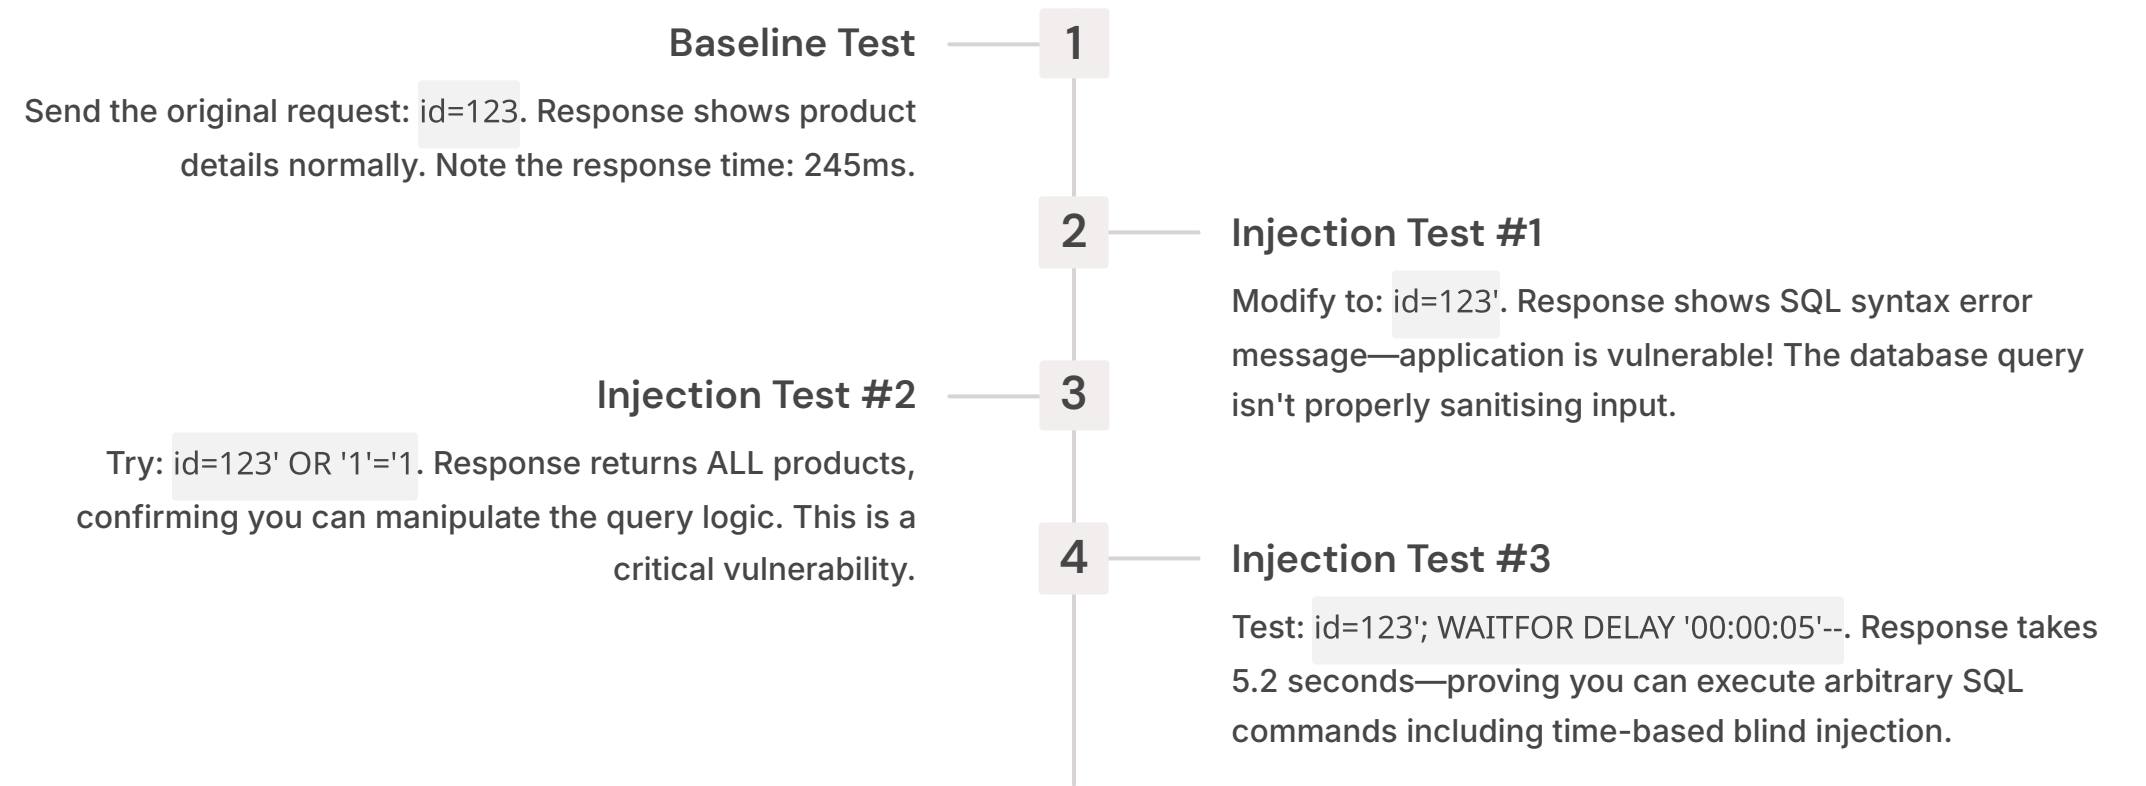 1
Baseline Test
Send the original request: id=123. Response shows product
details normally. Note the response time: 245ms.
2
Injection Test #1
Modify to: id=123'. Response shows SQL syntax error
message—application is vulnerable! The database query
isn't properly sanitising input.
3
Injection Test #2
Try: id=123' OR '1'='1. Response returns ALL products,
confirming you can manipulate the query logic. This is a
critical vulnerability.
4
Injection Test #3
Test: id=123'; WAITFOR DELAY '00:00:05'--. Response takes
5.2 seconds—proving you can execute arbitrary SQL
commands including time-based blind injection.